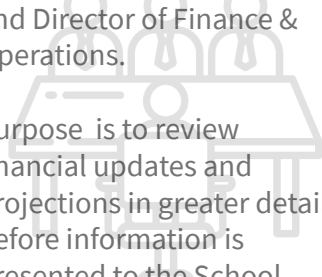 nd Director of Finance &
perations.
urpose is to review
nancial updates and
rojections in greater detai
efore information is
resented to the School